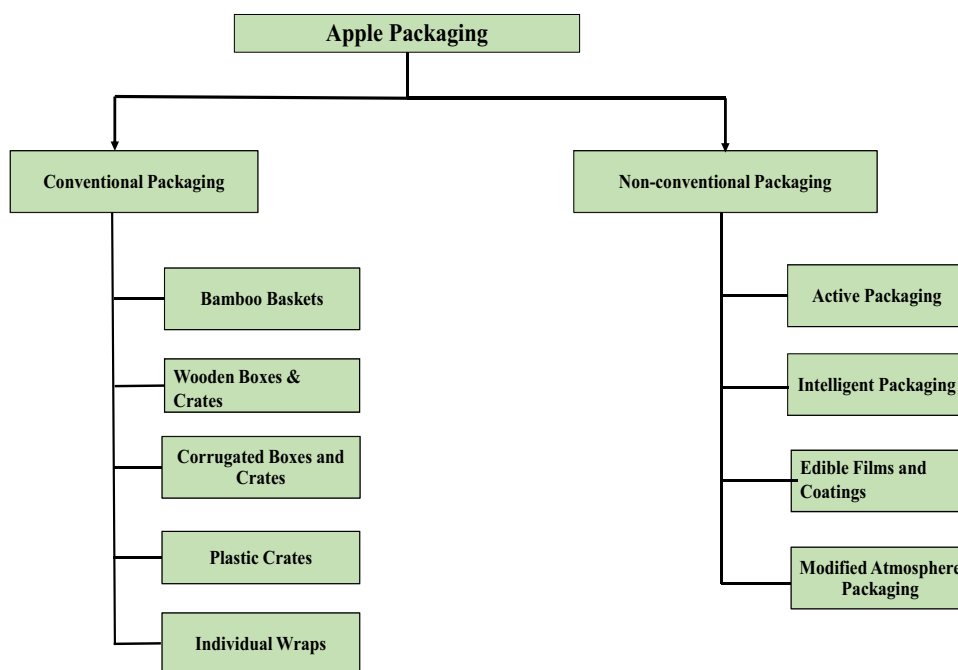 Apple Packaging
Conventional Packaging
Bamboo Baskets
Wooden Boxes &
Crates
Corrugated Boxes and
Crates
Plastic Crates
Individual Wraps
Non-conventional Packaging
Active Packaging
Intelligent Packaging
Edible Films and
Coatings
Modified Atmosphere
Packaging